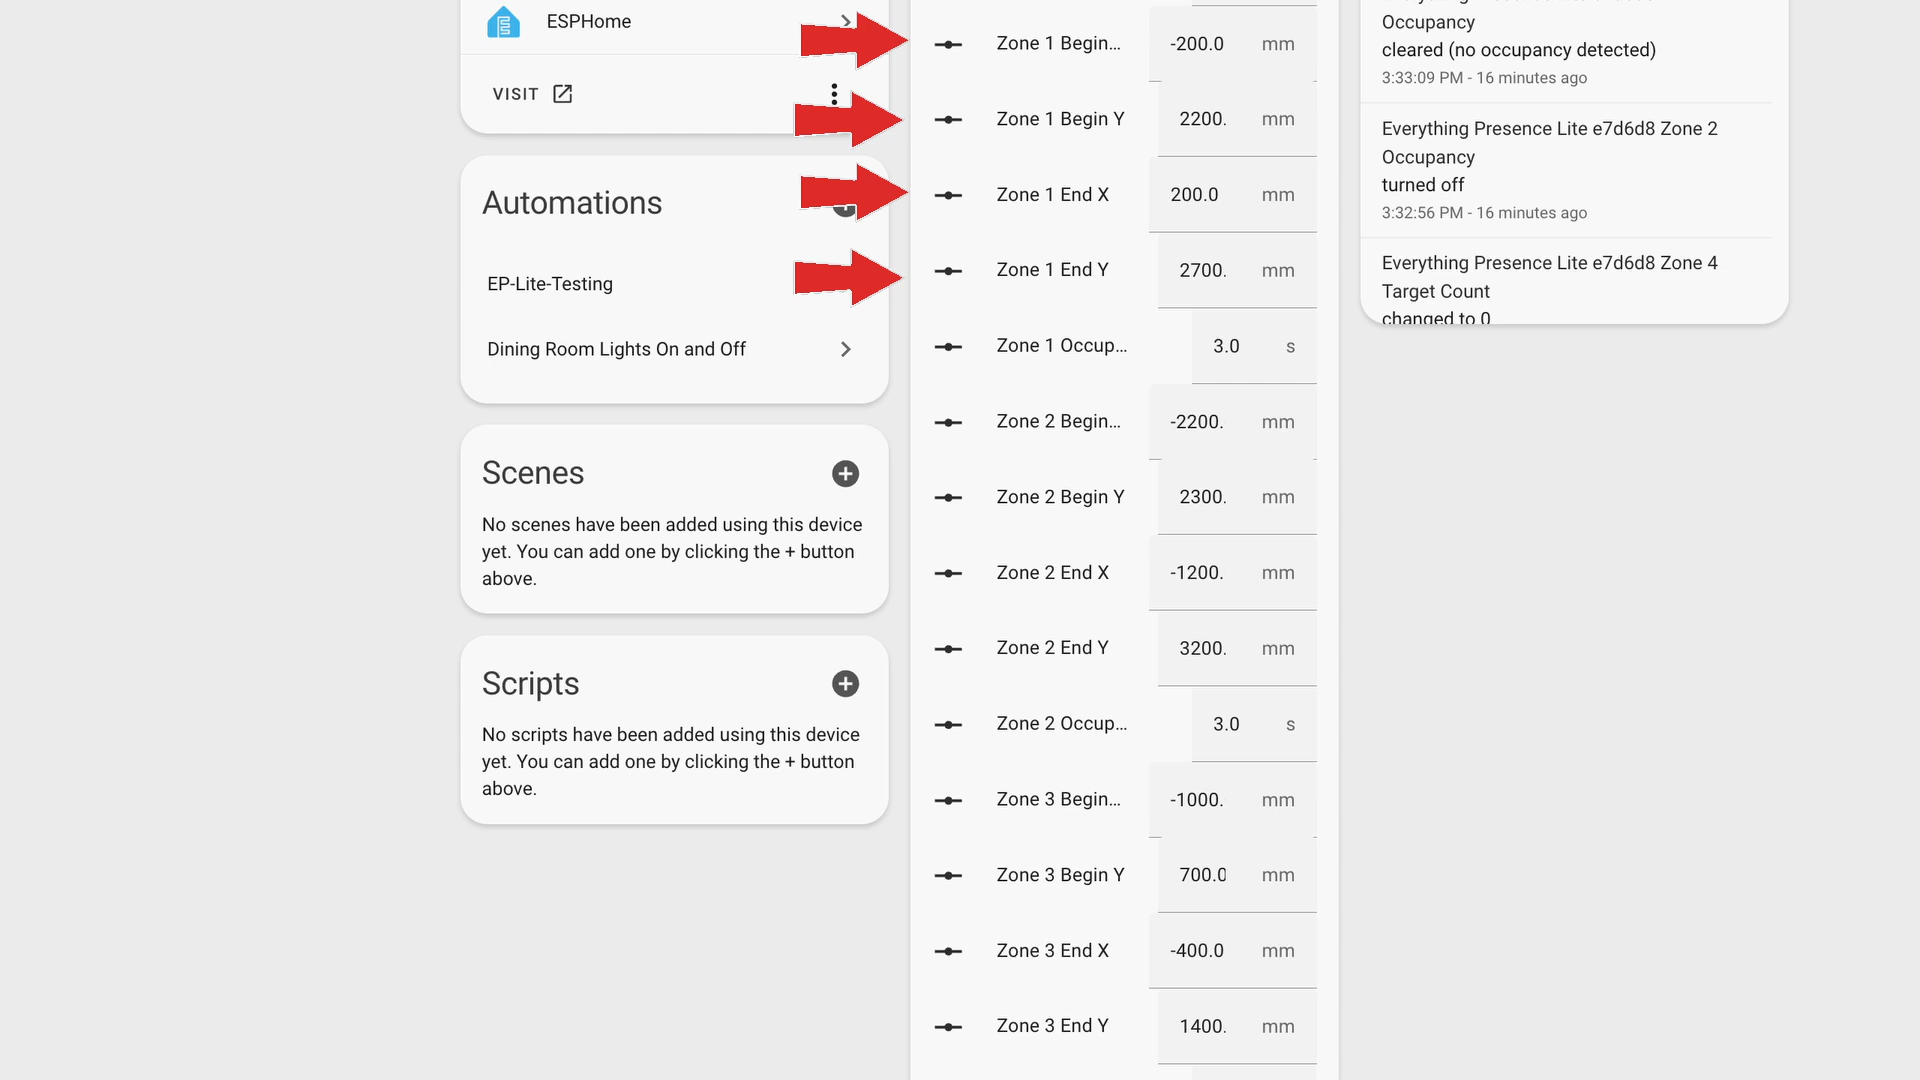 ESPHome
VISIT
Automations
EP-Lite-Testing
Dining Room Lights On and Off
Scenes
No scenes have been added using this device
yet. You can add one by clicking the + button
above.
Scripts
No scripts have been added using this device
yet. You can add one by clicking the + button
above.
Zone 1 Begin... -200.0 mm
Zone 1 Begin Y 2200. mm
Zone 1 End X 200.0 mm
Zone 1 End Y 2700. mm
Zone 1 Occup... 3.0 s
Zone 2 Begin... -2200. mm
Zone 2 Begin Y 2300. mm
Zone 2 End X -1200. mm
Zone 2 End Y 3200. mm
Zone 2 Occup... 3.0 s
Zone 3 Begin... -1000. mm
Zone 3 Begin Y 700.0 mm
Zone 3 End X -400.0 mm
Zone 3 End Y 1400. mm
Occupancy
cleared (no occupancy detected)
3:33:09 PM - 16 minutes ago
Everything Presence Lite e7d6d8 Zone 2
Occupancy
turned off
3:32:56 PM - 16 minutes ago
Everything Presence Lite e7d6d8 Zone 4
Target Count
changed to 0